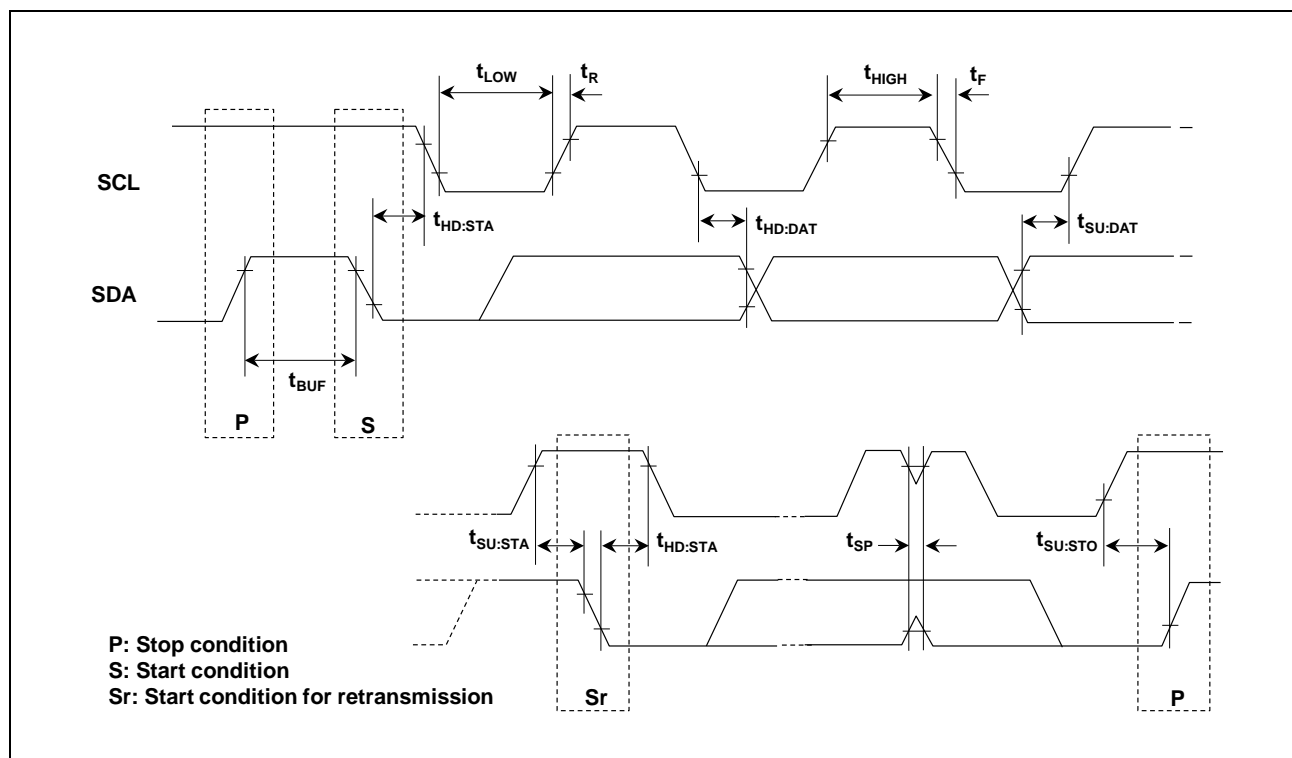 tLOW
tR
tHIGH
tF
SCL
tHD:STA
tHD:DAT
tSU:DAT
SDA
tBUF
P
S
tSU:STA
tHD:STA
tSP
tSU:STO
P: Stop condition
S: Start condition
Sr: Start condition for retransmission
Sr
P